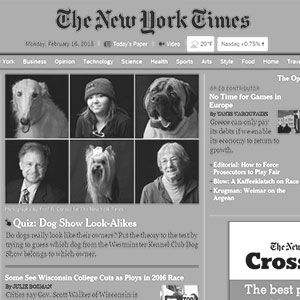 The New York Times
Monday, February 16, 2015
Today's Paper
Video
20°F
Nasdaq +0.75%
York Business Opinion Technology Science Health Sports Arts Style Food Home Travel
The Op
OP-ED CONTRIBUTOR
No Time for Games in
Europe
By YANIS VAROUFAKIS
Greece can only pay
its debts if we enable
its economy to return to
growth.
Editorial: How to Force
Prosecutors to Play Fair
Blow: A Kaffeeklatsch on Race
Krugman: Weimar on the
Aegean
Quiz: Dog Show Look-Alikes
Do dogs really look like their owners? Put the theory to the test by
trying to guess which dog from the Westminster Kennel Club Dog
Show belongs to which owner.
Some See Wisconsin College Cuts as Ploys in 2016 Race
By JULIE BOSMAN
Critics say Gov. Scott Walker of Wisconsin is
The New
Cross
The best p